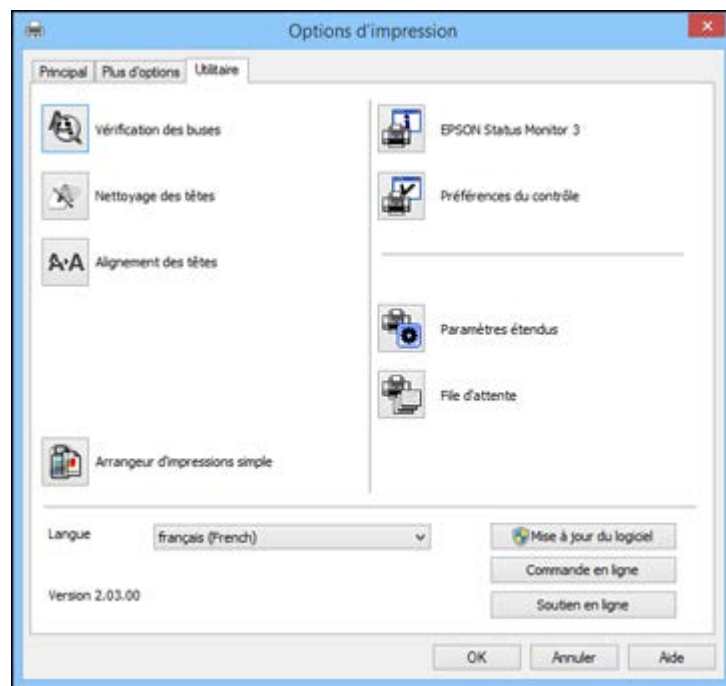 Options d'impression
Principal
Plus d'options
Utilitaire
Vérification des buses
Nettoyage des têtes
Alignement des têtes
Arrangeur d'impressions simple
EPSON Status Monitor 3
Préférences du contrôle
Paramètres étendus
File d'attente
Langue
français (French)
Version 2.03.00
Mise à jour du logiciel
Commande en ligne
Soutien en ligne
OK
Annuler
Aide